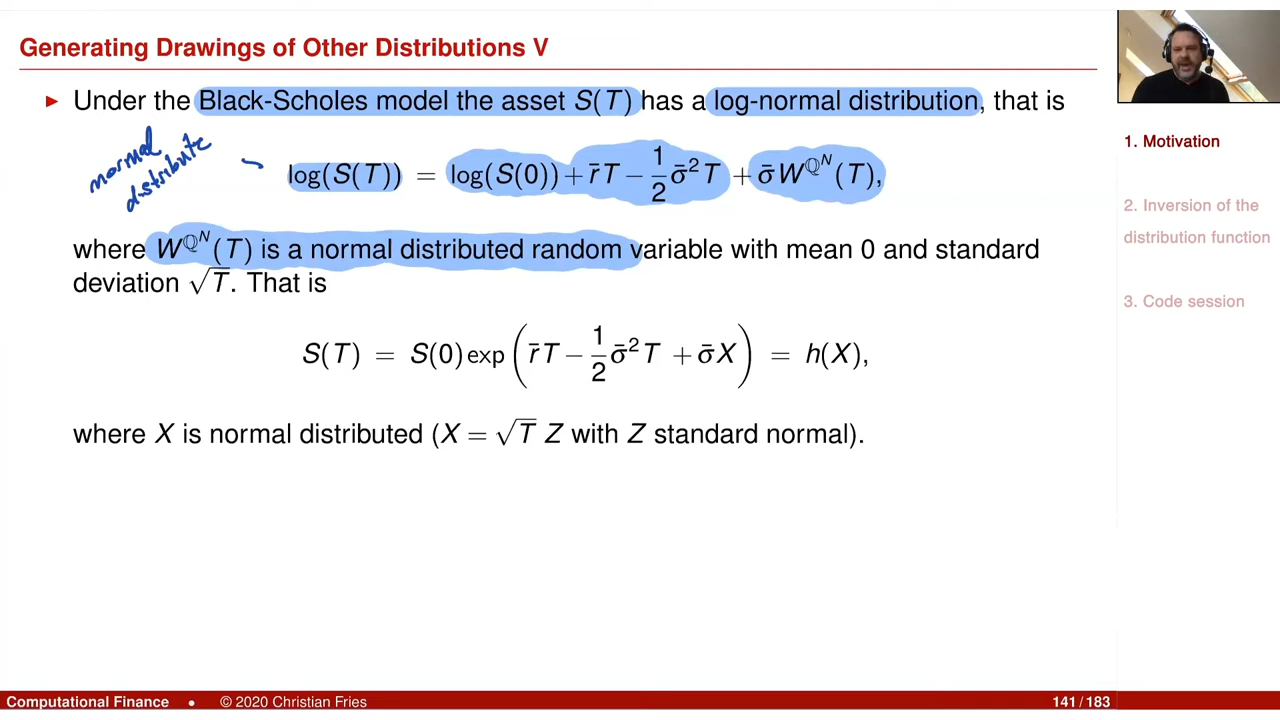 Generating Drawings of Other Distributions V
▶ Under the Black-Scholes model the asset S(T) has a log-normal distribution, that is
normal
distribute
log(S(T)) = log(S(0)) + r̄T − 1/2 σ̄²T + σ̄W^{ℚ^N}(T),
where W^{ℚ^N}(T) is a normal distributed random variable with mean 0 and standard
deviation √T. That is
S(T) = S(0) exp(r̄T − 1/2 σ̄²T + σ̄X) = h(X),
where X is normal distributed (X = √T Z with Z standard normal).
1. Motivation
2. Inversion of the
distribution function
3. Code session
Computational Finance • © 2020 Christian Fries
141 / 183